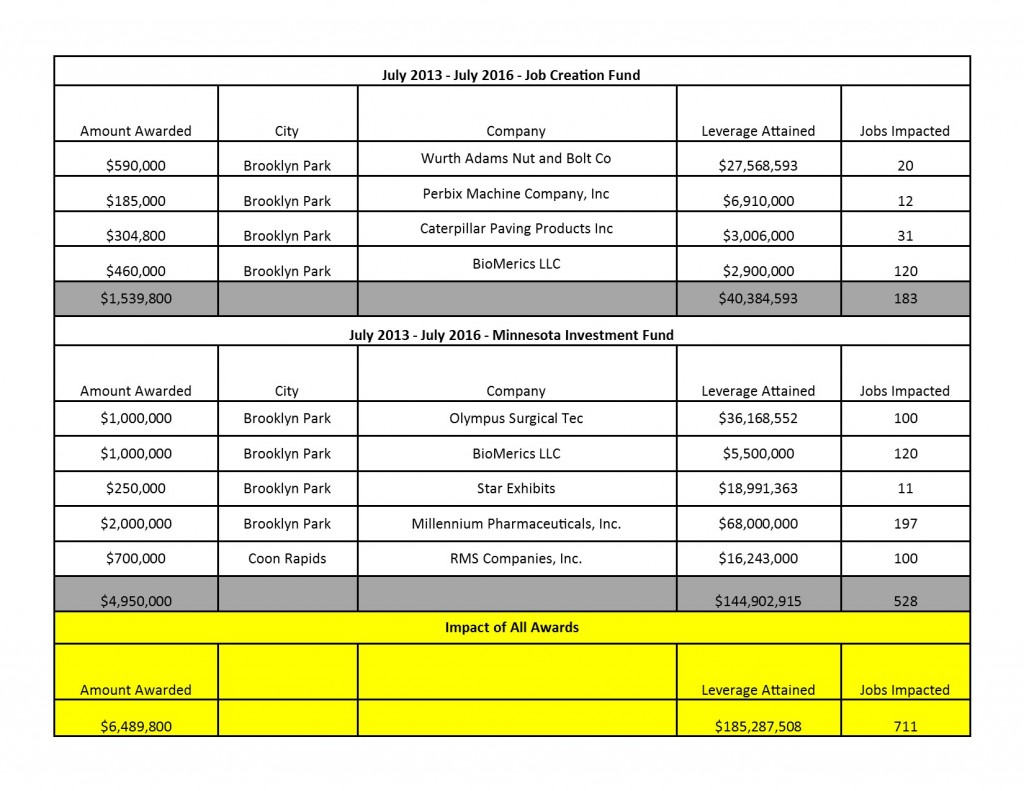 July 2013 - July 2016 - Job Creation Fund
Amount Awarded City Company Leverage Attained Jobs Impacted
$590,000 Brooklyn Park Wurth Adams Nut and Bolt Co $27,568,593 20
$185,000 Brooklyn Park Perbix Machine Company, Inc $6,910,000 12
$304,800 Brooklyn Park Caterpillar Paving Products Inc $3,006,000 31
$460,000 Brooklyn Park BioMerics LLC $2,900,000 120
$1,539,800 $40,384,593 183
July 2013 - July 2016 - Minnesota Investment Fund
Amount Awarded City Company Leverage Attained Jobs Impacted
$1,000,000 Brooklyn Park Olympus Surgical Tec $36,168,552 100
$1,000,000 Brooklyn Park BioMerics LLC $5,500,000 120
$250,000 Brooklyn Park Star Exhibits $18,991,363 11
$2,000,000 Brooklyn Park Millennium Pharmaceuticals, Inc. $68,000,000 197
$700,000 Coon Rapids RMS Companies, Inc. $16,243,000 100
$4,950,000 $144,902,915 528
Impact of All Awards
Amount Awarded Leverage Attained Jobs Impacted
$6,489,800 $185,287,508 711